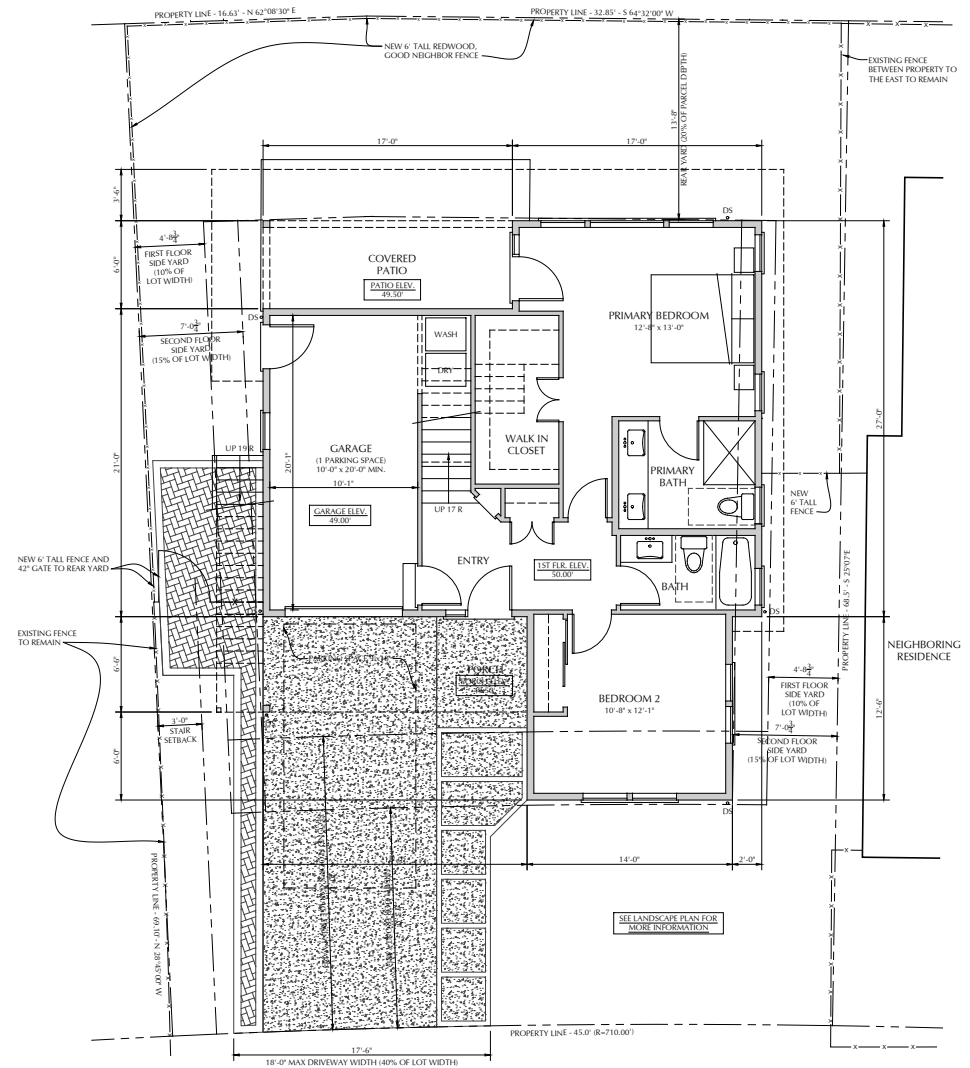 PROPERTY LINE - 16.63' - N 62°08'30" E
PROPERTY LINE - 32.85' - S 64°32'00" W
NEW 6' TALL REDWOOD,
GOOD NEIGHBOR FENCE
EXISTING FENCE
BETWEEN PROPERTY TO
THE EAST TO REMAIN
13'-8"
REAR YARD (20% OF PARCEL DEPTH)
17'-0"
17'-0"
3'-6"
DS
4'-8 3/4"
FIRST FLOOR
SIDE YARD
(10% OF
LOT WIDTH)
6'-0"
COVERED
PATIO
PATIO ELEV.
49.50'
PRIMARY BEDROOM
12'-8" x 13'-0"
DS
7'-0 3/4"
SECOND FLOOR
SIDE YARD
(15% OF LOT WIDTH)
WASH
DRY
27'-0"
21'-0"
UP 19 R
GARAGE
(1 PARKING SPACE)
10'-0" x 20'-0" MIN.
20'-1"
10'-1"
WALK IN
CLOSET
PRIMARY
BATH
NEW
6' TALL
FENCE
UP 17 R
GARAGE ELEV.
49.00'
NEW 6' TALL FENCE AND
42" GATE TO REAR YARD
ENTRY
1ST FLR. ELEV.
50.00'
BATH
DS
PROPERTY LINE - 68.5' - S 25°07'E
EXISTING FENCE
TO REMAIN
6'-6"
PORCH
NEIGHBORING
RESIDENCE
4'-8 3/4"
FIRST FLOOR
SIDE YARD
(10% OF
LOT WIDTH)
BEDROOM 2
10'-8" x 12'-1"
12'-6"
3'-0"
STAIR
SETBACK
7'-0 3/4"
SECOND FLOOR
SIDE YARD
(15% OF LOT WIDTH)
6'-0"
DS
14'-0"
2'-0"
PROPERTY LINE - 69.10' - N 28°45'00" W
SEE LANDSCAPE PLAN FOR
MORE INFORMATION
PROPERTY LINE - 45.0' (R=710.00')
17'-6"
18'-0" MAX DRIVEWAY WIDTH (40% OF LOT WIDTH)